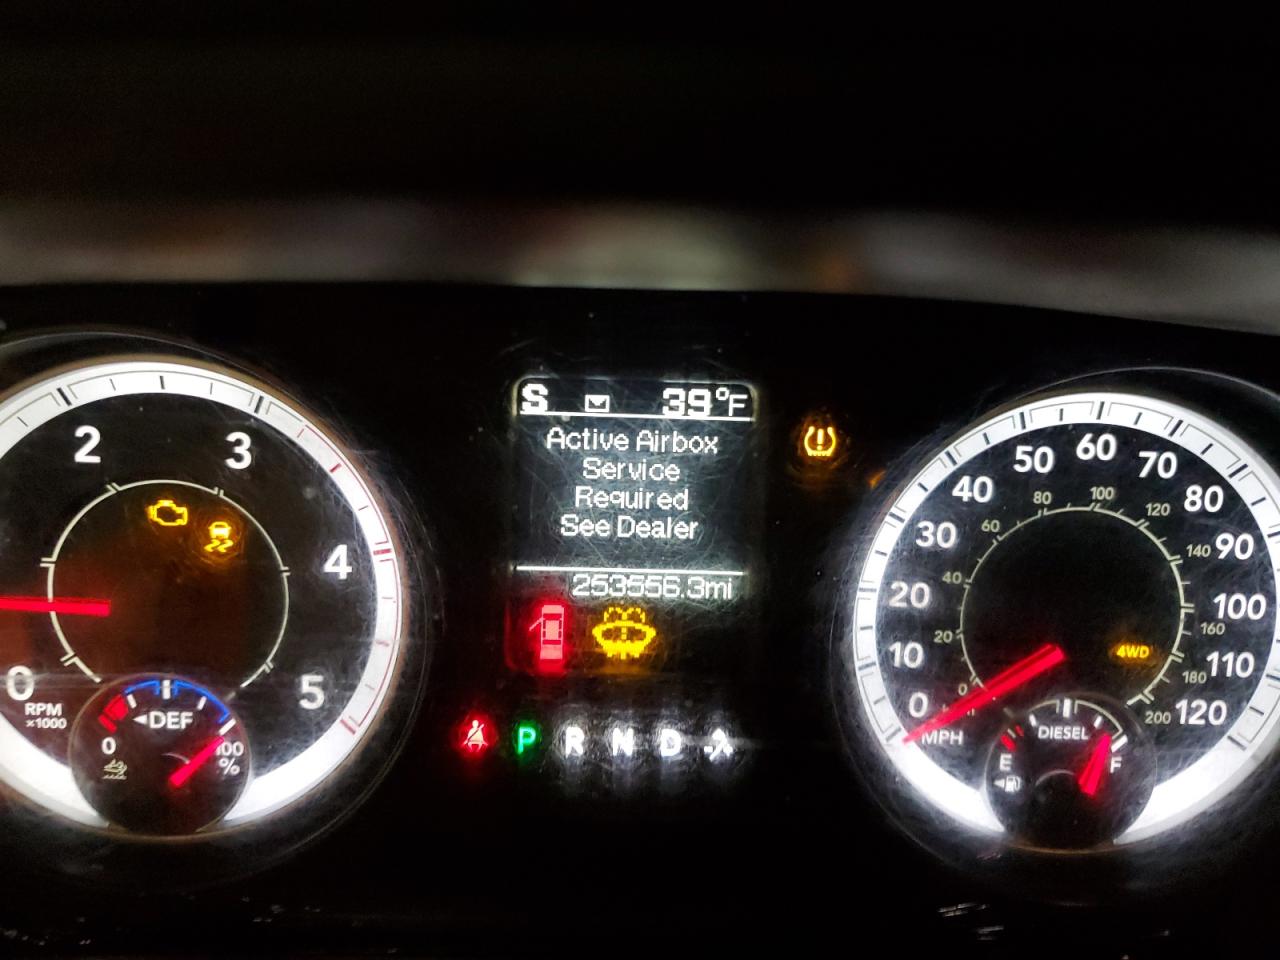 S 39°F
Active Airbox
Service
Required
See Dealer
253556.3mi
P R N D
2 3 4 5
0
RPM
x1000
DEF
0 100
%
0 10 20 30 40 50 60 70 80 90 100 110 120
MPH
0 20 40 60 80 100 120 140 160 180 200
4WD
DIESEL
E F